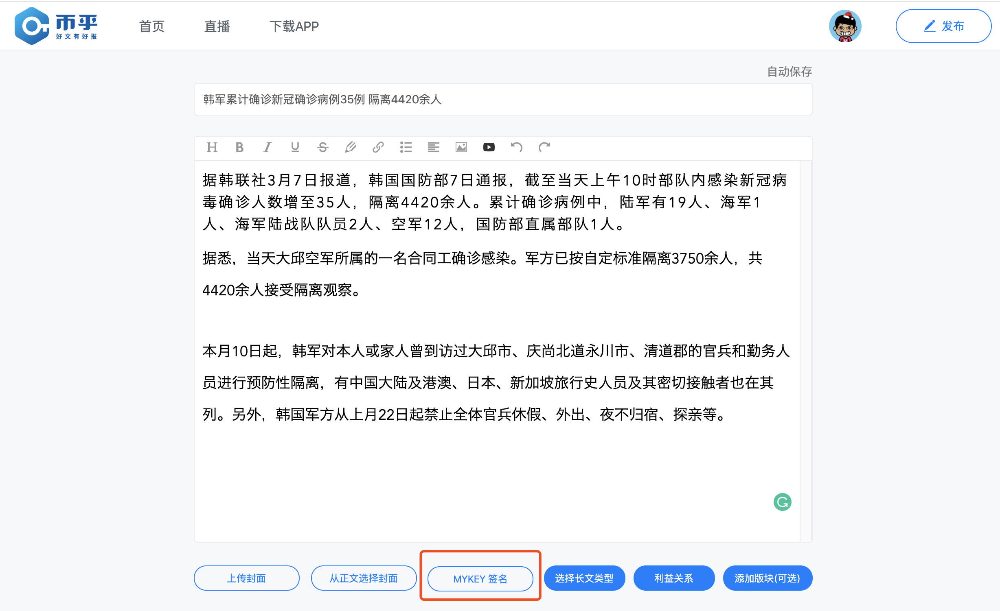 币乎
好文有好报
首页
直播
下载APP
发布
自动保存
韩军累计确诊新冠确诊病例35例 隔离4420余人
H B I U S
据韩联社3月7日报道，韩国国防部7日通报，截至当天上午10时部队内感染新冠病
毒确诊人数增至35人，隔离4420余人。累计确诊病例中，陆军有19人、海军1
人、海军陆战队队员2人、空军12人，国防部直属部队1人。
据悉，当天大邱空军所属的一名合同工确诊感染。军方已按自定标准隔离3750余人，共
4420余人接受隔离观察。
本月10日起，韩军对本人或家人曾到访过大邱市、庆尚北道永川市、清道郡的官兵和勤务人
员进行预防性隔离，有中国大陆及港澳、日本、新加坡旅行史人员及其密切接触者也在其
列。另外，韩国军方从上月22日起禁止全体官兵休假、外出、夜不归宿、探亲等。
上传封面
从正文选择封面
MYKEY 签名
选择长文类型
利益关系
添加版块(可选)